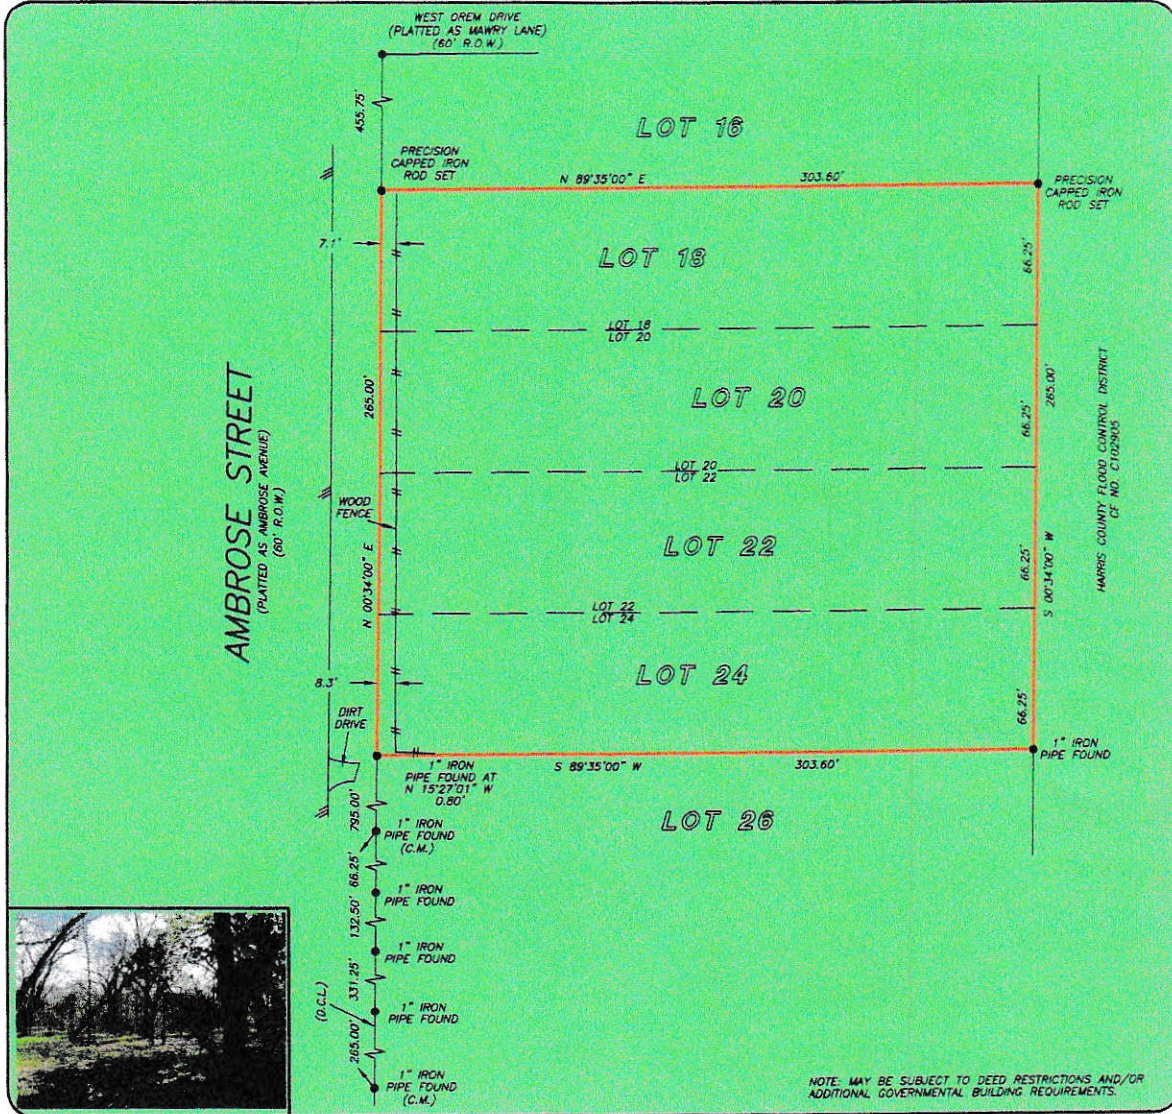 WEST OREM DRIVE
(PLATTED AS MAWRY LANE)
(60' R.O.W.)
455.75'
LOT 16
PRECISION
CAPPED IRON
ROD SET
N 89°35'00" E
303.60'
PRECISION
CAPPED IRON
ROD SET
7.1'
LOT 18
66.25'
LOT 18
LOT 20
AMBROSE STREET
(PLATTED AS AMBROSE AVENUE)
(60' R.O.W.)
265.00'
LOT 20
66.25'
265.00'
HARRIS COUNTY FLOOD CONTROL DISTRICT
CF NO. C102905
LOT 20
LOT 22
WOOD
FENCE
N 00°34'00" E
LOT 22
66.25'
S 00°34'00" W
LOT 22
LOT 24
8.3'
LOT 24
66.25'
DIRT
DRIVE
1" IRON
PIPE FOUND AT
N 15°27'01" W
0.80'
S 89°35'00" W
303.60'
1" IRON
PIPE FOUND
795.00'
LOT 26
1" IRON
PIPE FOUND
(C.M.)
66.25'
1" IRON
PIPE FOUND
132.50'
1" IRON
PIPE FOUND
331.25'
(D.C.L.)
1" IRON
PIPE FOUND
265.00'
1" IRON
PIPE FOUND
(C.M.)
NOTE: MAY BE SUBJECT TO DEED RESTRICTIONS AND/OR
ADDITIONAL GOVERNMENTAL BUILDING REQUIREMENTS.